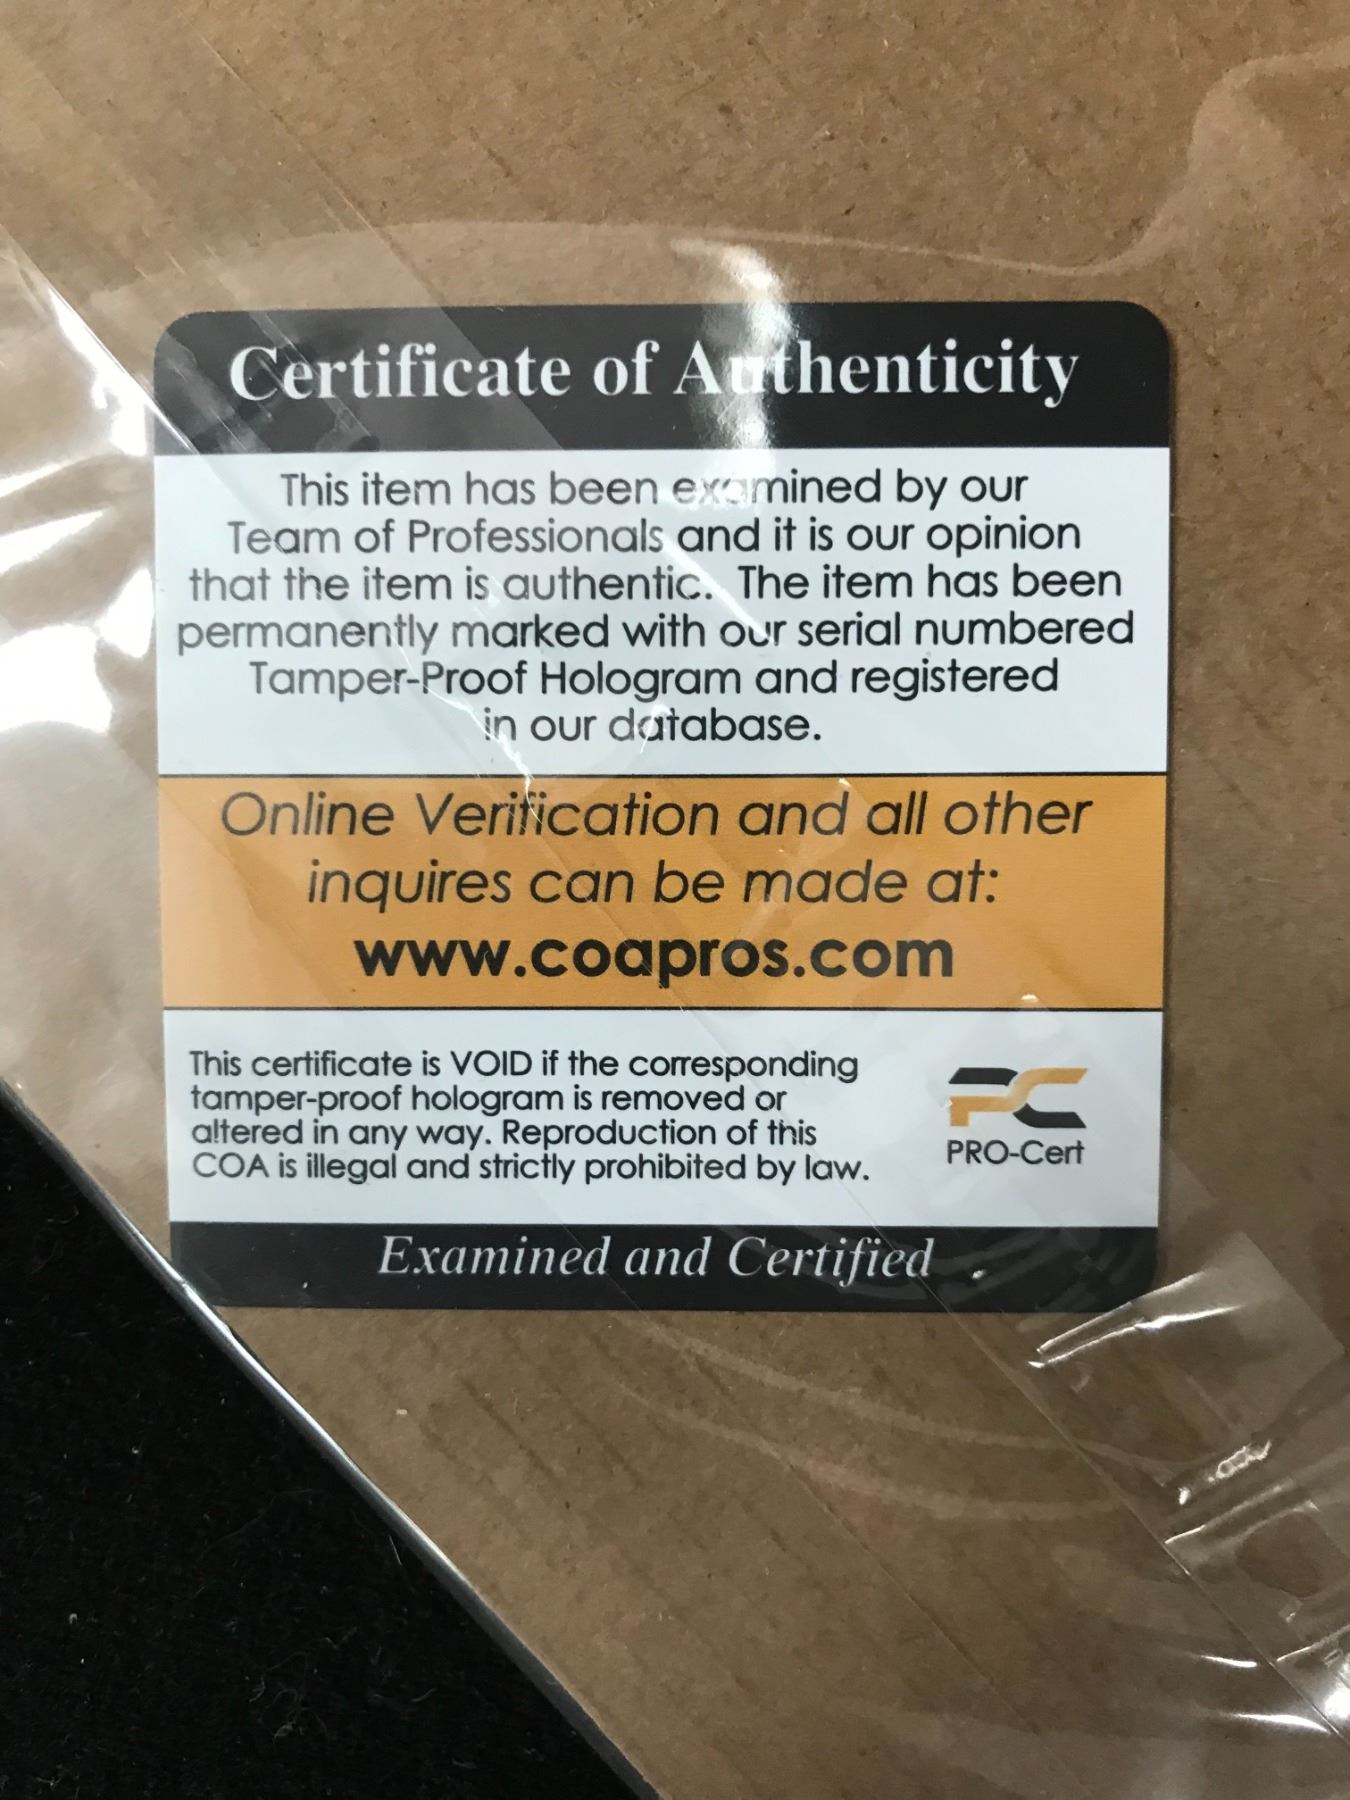 Certificate of Authenticity
This item has been examined by our
Team of Professionals and it is our opinion
that the item is authentic. The item has been
permanently marked with our serial numbered
Tamper-Proof Hologram and registered
in our database.
Online Verification and all other
inquires can be made at:
www.coapros.com
This certificate is VOID if the corresponding
tamper-proof hologram is removed or
altered in any way. Reproduction of this
COA is illegal and strictly prohibited by law.
PC
PRO-Cert
Examined and Certified